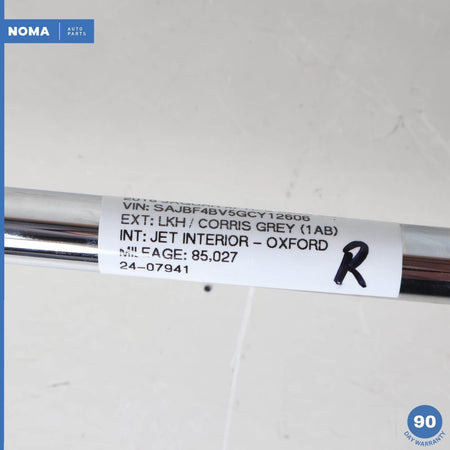 NOMA AUTO PARTS
VIN: SAJBF4BV5GCY12606
EXT: LKH / CORRIS GREY (1AB)
INT: JET INTERIOR - OXFORD
MILEAGE: 85,027
24-07941
R
90
DAY WARRANTY